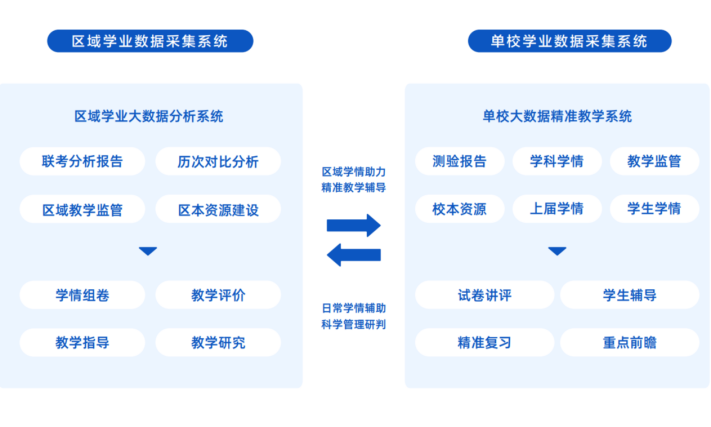 区域学业数据采集系统
单校学业数据采集系统
区域学业大数据分析系统
联考分析报告
历次对比分析
区域教学监管
区本资源建设
学情组卷
教学评价
教学指导
教学研究
区域学情助力
精准教学辅导
日常学情辅助
科学管理研判
单校大数据精准教学系统
测验报告
学科学情
教学监管
校本资源
上届学情
学生学情
试卷讲评
学生辅导
精准复习
重点前瞻